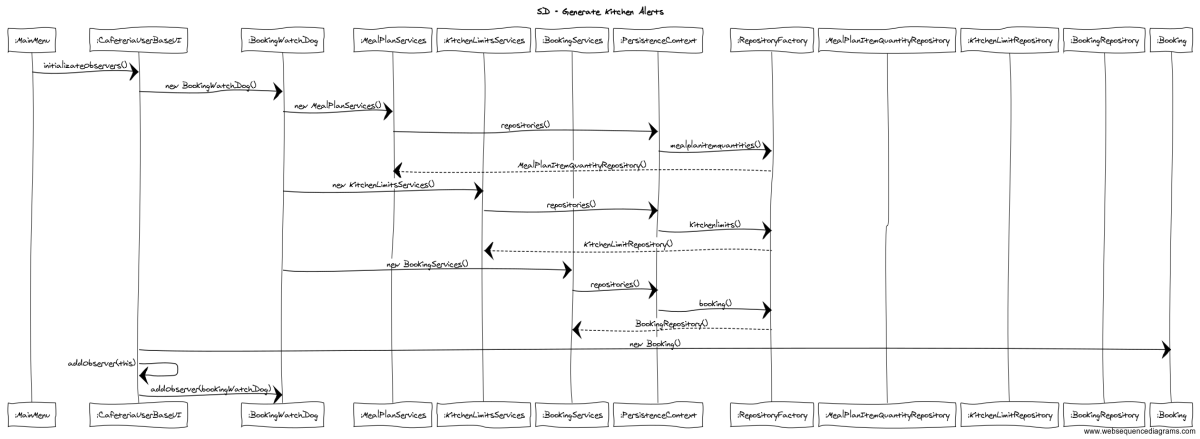 SD - Generate Kitchen Alerts
:MainMenu :CafeteriaUserBaseUI :BookingWatchDog :MealPlanServices :KitchenLimitsServices :BookingServices :PersistenceContext :RepositoryFactory :MealPlanItemQuantityRepository :KitchenLimitRepository :BookingRepository :Booking
initializateObservers()
new BookingWatchDog()
new MealPlanServices()
repositories()
mealplanitemquantities()
MealPlanItemQuantityRepository()
new KitchenLimitsServices()
repositories()
kitchenlimits()
KitchenLimitRepository()
new BookingServices()
repositories()
booking()
BookingRepository()
new Booking()
addObserver(this)
addObserver(bookingWatchDog)
:MainMenu :CafeteriaUserBaseUI :BookingWatchDog :MealPlanServices :KitchenLimitsServices :BookingServices :PersistenceContext :RepositoryFactory :MealPlanItemQuantityRepository :KitchenLimitRepository :BookingRepository :Booking
www.websequencediagrams.com